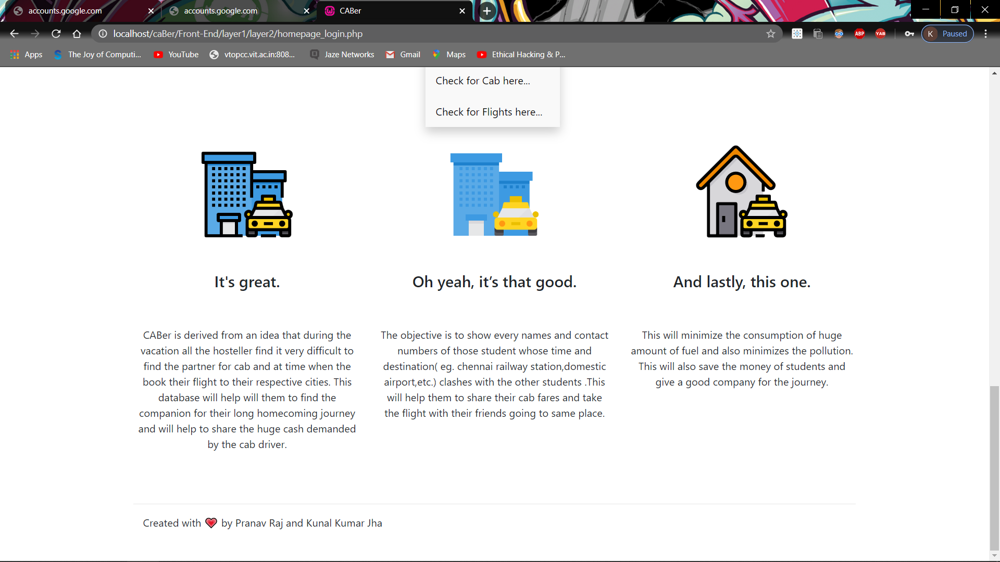 accounts.google.com
accounts.google.com
CABer
localhost/caBer/Front-End/layer1/layer2/homepage_login.php
ABP
YAB
K Paused
Apps
The Joy of Computi...
YouTube
vtopcc.vit.ac.in:808...
Jaze Networks
Gmail
Maps
Ethical Hacking & P...
Check for Cab here...
Check for Flights here...
It's great.
CABer is derived from an idea that during the
vacation all the hosteller find it very difficult to
find the partner for cab and at time when the
book their flight to their respective cities. This
database will help will them to find the
companion for their long homecoming journey
and will help to share the huge cash demanded
by the cab driver.
Oh yeah, it’s that good.
The objective is to show every names and contact
numbers of those student whose time and
destination( eg. chennai railway station,domestic
airport,etc.) clashes with the other students .This
will help them to share their cab fares and take
the flight with their friends going to same place.
And lastly, this one.
This will minimize the consumption of huge
amount of fuel and also minimizes the pollution.
This will also save the money of students and
give a good company for the journey.
Created with ❤ by Pranav Raj and Kunal Kumar Jha